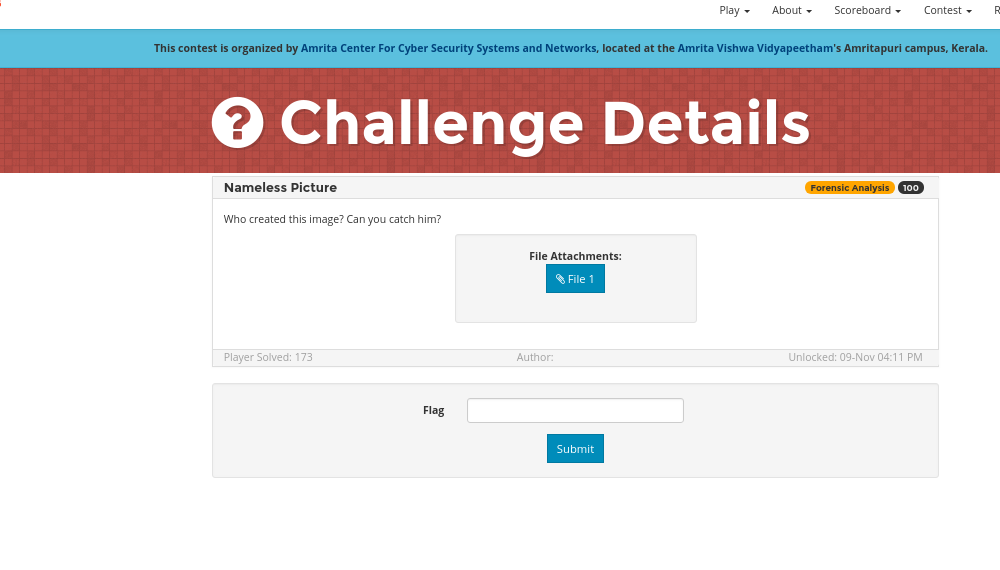 Play About Scoreboard Contest R
This contest is organized by Amrita Center For Cyber Security Systems and Networks, located at the Amrita Vishwa Vidyapeetham's Amritapuri campus, Kerala.
? Challenge Details
Nameless Picture Forensic Analysis 100
Who created this image? Can you catch him?
File Attachments:
File 1
Player Solved: 173 Author: Unlocked: 09-Nov 04:11 PM
Flag
Submit